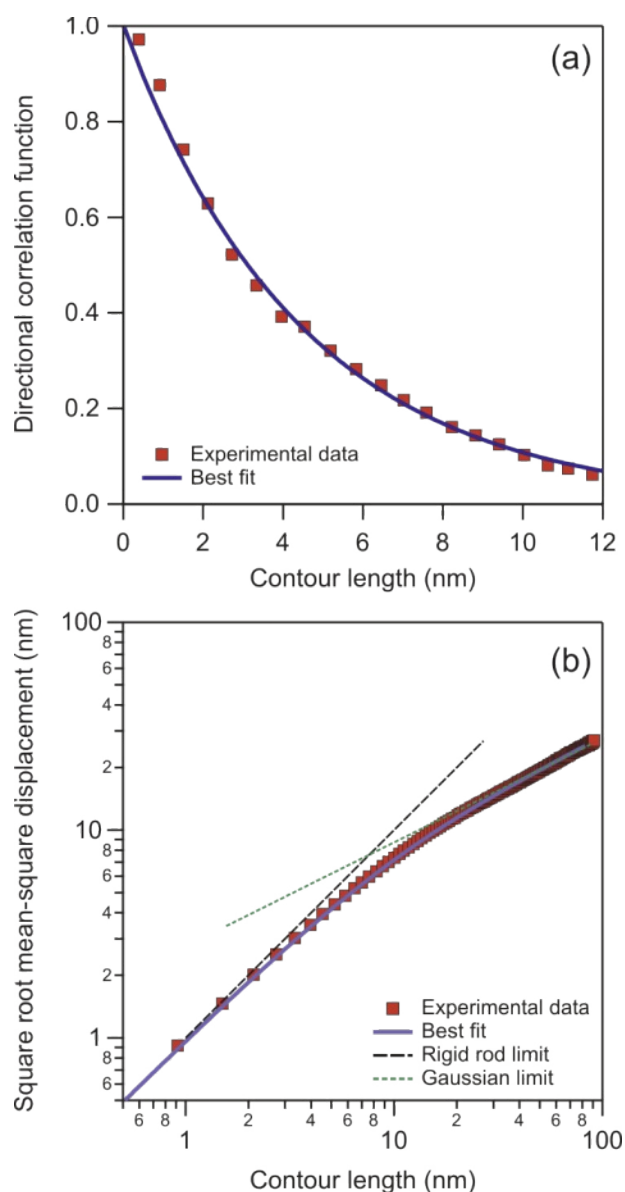 (a)
Directional correlation function
1.0
0.8
0.6
0.4
0.2
0.0
Experimental data
Best fit
0 2 4 6 8 10 12
Contour length (nm)
(b)
Square root mean-square displacement (nm)
100
8
6
4
2
10
8
6
4
2
1
8
6
Experimental data
Best fit
Rigid rod limit
Gaussian limit
6 8 1 2 4 6 8 10 2 4 6 8 100
Contour length (nm)